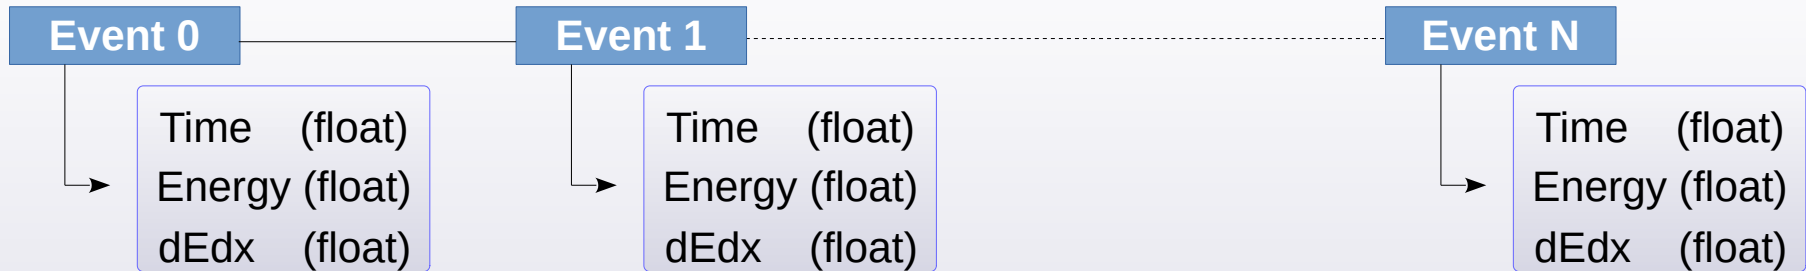 Event 0
Event 1
Event N
Time (float)
Energy (float)
dEdx (float)
Time (float)
Energy (float)
dEdx (float)
Time (float)
Energy (float)
dEdx (float)